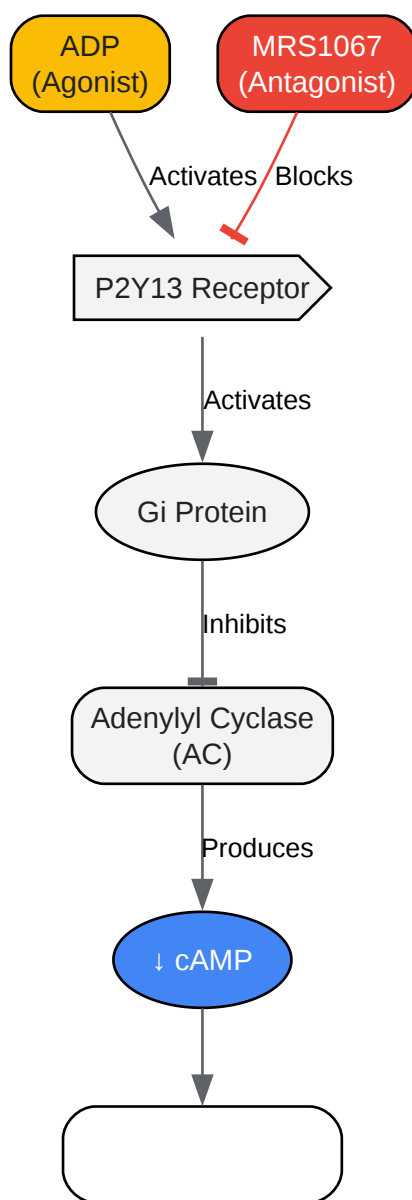 ADP
(Agonist)
MRS1067
(Antagonist)
Activates
Blocks
P2Y13 Receptor
Activates
Gi Protein
Inhibits
Adenylyl Cyclase
(AC)
Produces
↓ cAMP